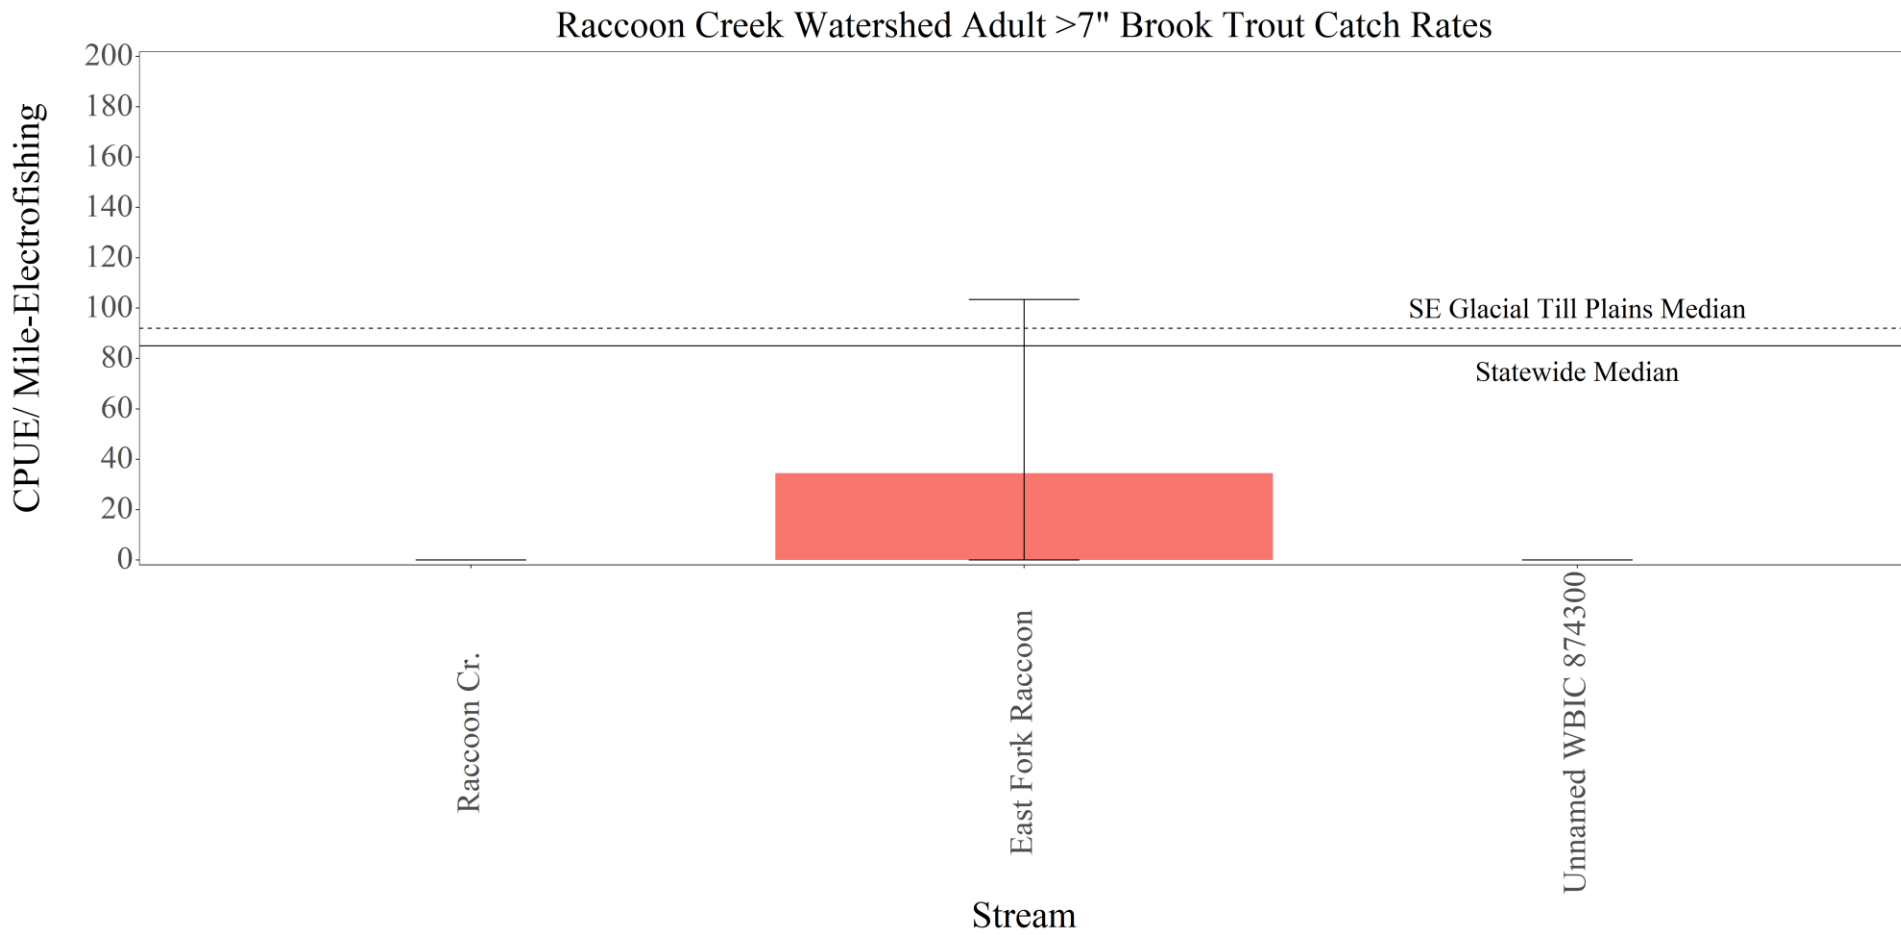 Raccoon Creek Watershed Adult >7" Brook Trout Catch Rates
CPUE/ Mile-Electrofishing
200
180
160
140
120
100
80
60
40
20
0
SE Glacial Till Plains Median
Statewide Median
Raccoon Cr.
East Fork Raccoon
Unnamed WBIC 874300
Stream